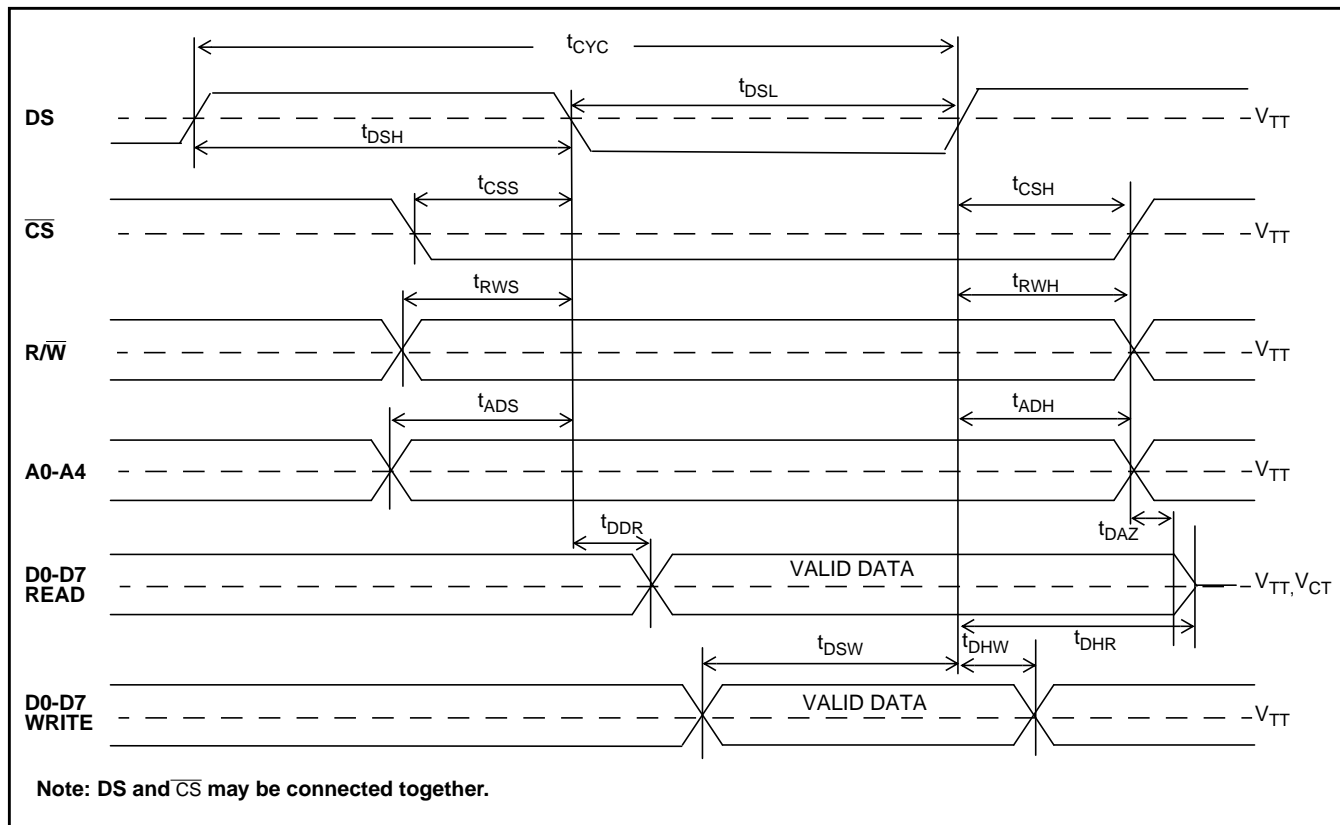 tCYC
tDSL
DS
VTT
tDSH
tCSS
tCSH
CS
VTT
tRWS
tRWH
R/W
VTT
tADS
tADH
A0-A4
VTT
tDDR
tDAZ
D0-D7
READ
VALID DATA
VTT,VCT
tDSW
tDHW
tDHR
D0-D7
WRITE
VALID DATA
VTT
Note: DS and CS may be connected together.